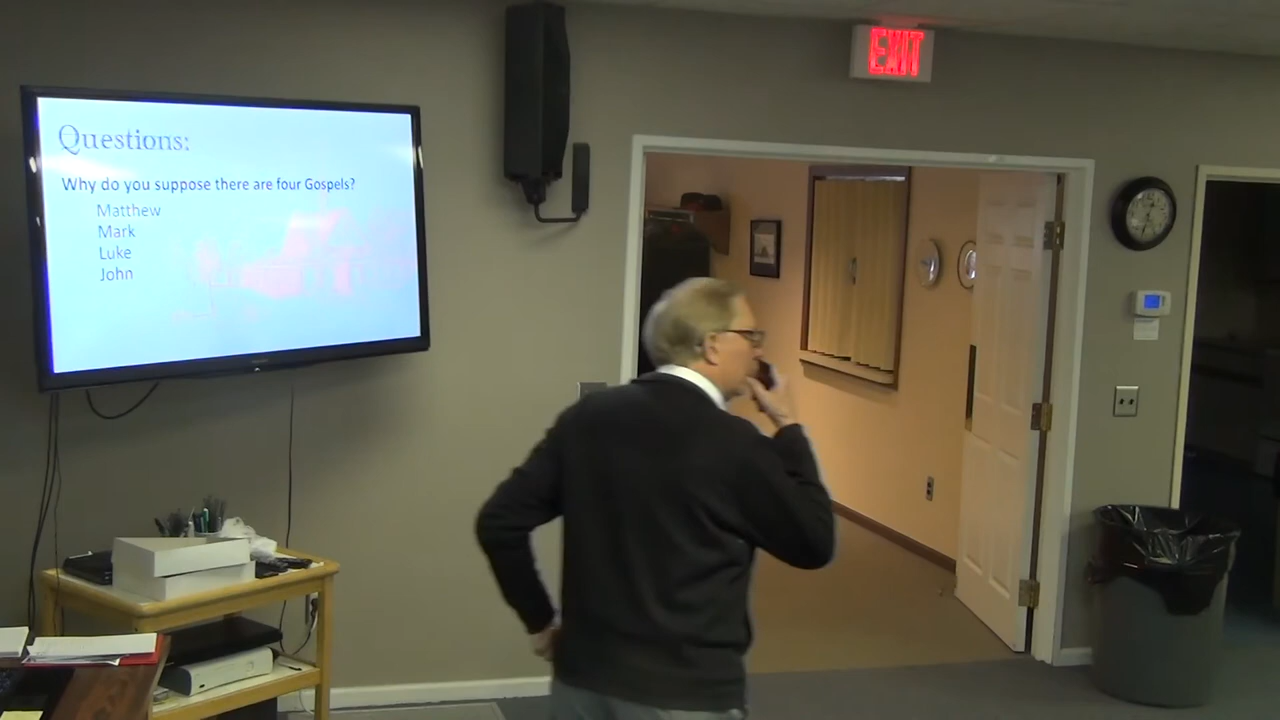 Questions:
Why do you suppose there are four Gospels?
Matthew
Mark
Luke
John
EXIT